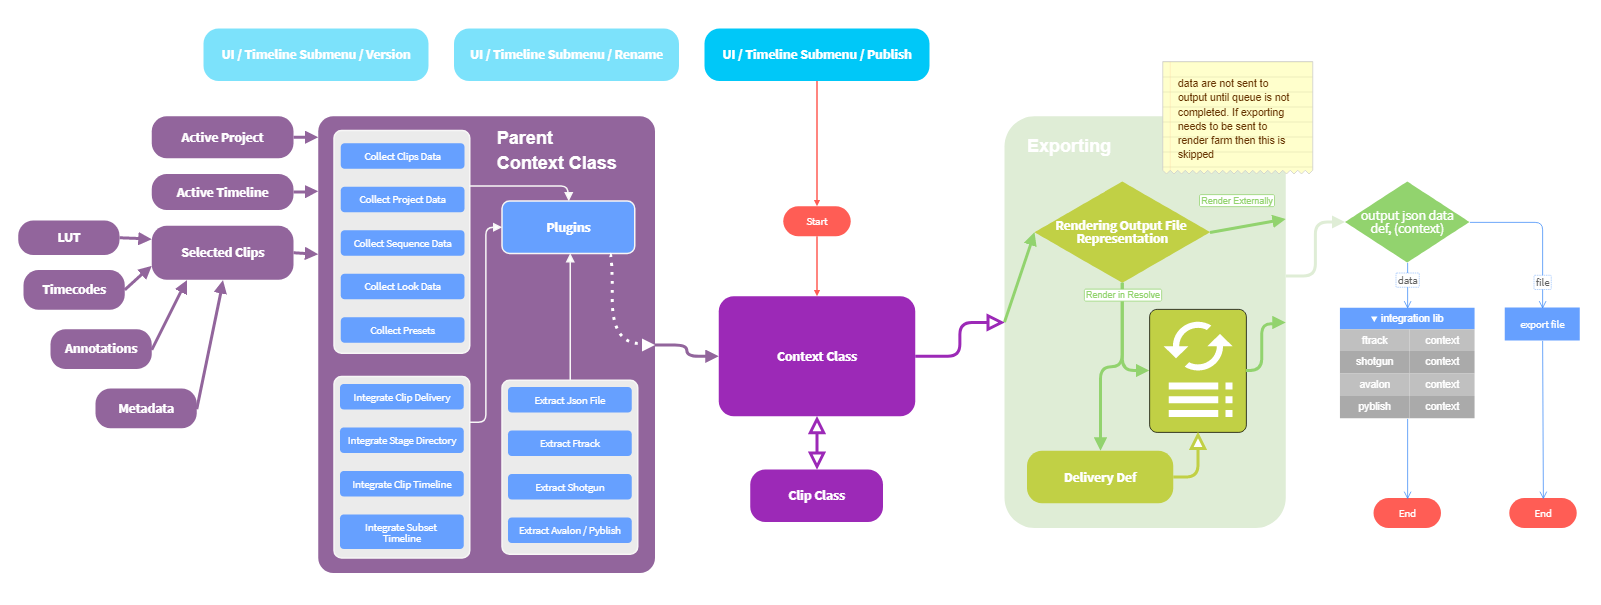 UI / Timeline Submenu / Version
UI / Timeline Submenu / Rename
UI / Timeline Submenu / Publish
Active Project
Active Timeline
LUT
Selected Clips
Timecodes
Annotations
Metadata
Parent
Context Class
Collect Clips Data
Collect Project Data
Collect Sequence Data
Collect Look Data
Collect Presets
Plugins
Integrate Clip Delivery
Integrate Stage Directory
Integrate Clip Timeline
Integrate Subset
Timeline
Extract Json File
Extract Ftrack
Extract Shotgun
Extract Avalon / Pyblish
Start
Context Class
Clip Class
Exporting
data are not sent to
output until queue is not
completed. If exporting
needs to be sent to
render farm then this is
skipped
Rendering Output File
Representation
Render Externally
Render in Resolve
Delivery Def
output json data
def, (context)
data
file
▼ integration lib
ftrack context
shotgun context
avalon context
pyblish context
export file
End
End